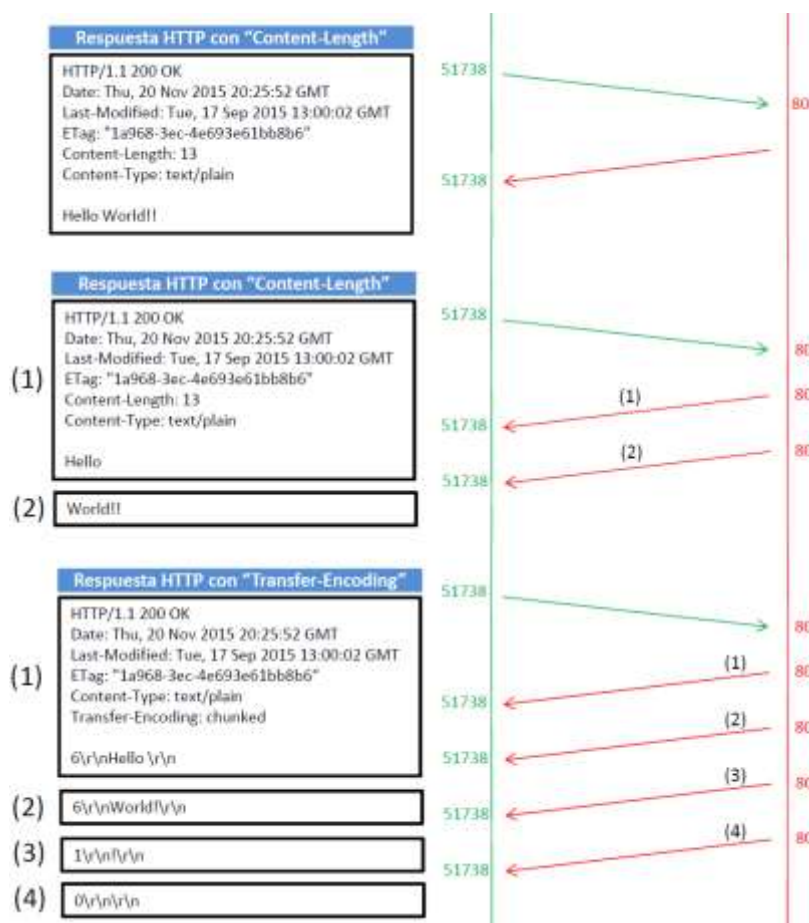 Respuesta HTTP con “Content-Length”
HTTP/1.1 200 OK
Date: Thu, 20 Nov 2015 20:25:52 GMT
Last-Modified: Tue, 17 Sep 2015 13:00:02 GMT
ETag: "1a968-3ec-4e693e61bb8b6"
Content-Length: 13
Content-Type: text/plain
Hello World!!
51738
80
51738
Respuesta HTTP con “Content-Length”
(1)
HTTP/1.1 200 OK
Date: Thu, 20 Nov 2015 20:25:52 GMT
Last-Modified: Tue, 17 Sep 2015 13:00:02 GMT
ETag: "1a968-3ec-4e693e61bb8b6"
Content-Length: 13
Content-Type: text/plain
Hello
(2)
World!!
51738
80
(1)
80
51738
(2)
80
51738
Respuesta HTTP con “Transfer-Encoding”
(1)
HTTP/1.1 200 OK
Date: Thu, 20 Nov 2015 20:25:52 GMT
Last-Modified: Tue, 17 Sep 2015 13:00:02 GMT
ETag: "1a968-3ec-4e693e61bb8b6"
Content-Type: text/plain
Transfer-Encoding: chunked
6\r\nHello \r\n
(2)
6\r\nWorld!\r\n
(3)
1\r\n!\r\n
(4)
0\r\n\r\n
51738
80
(1)
80
51738
(2)
80
51738
(3)
80
51738
(4)
80
51738